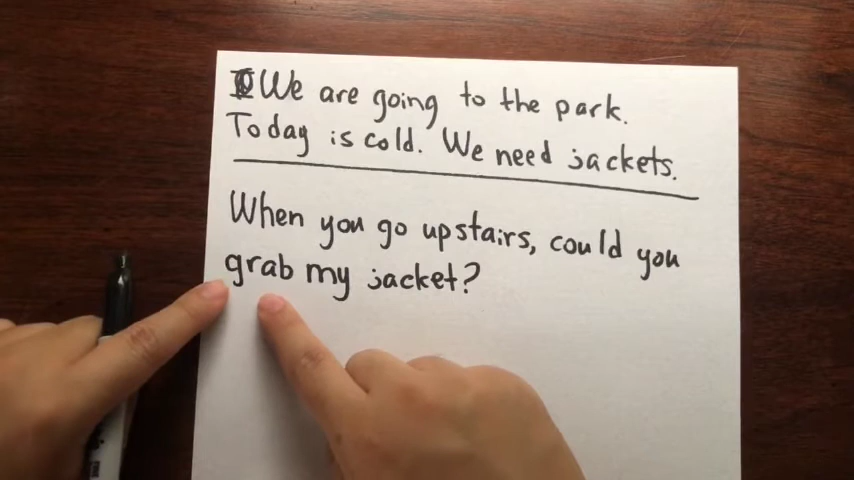 We are going to the park.
Today is cold. We need jackets.
When you go upstairs, could you
grab my jacket?